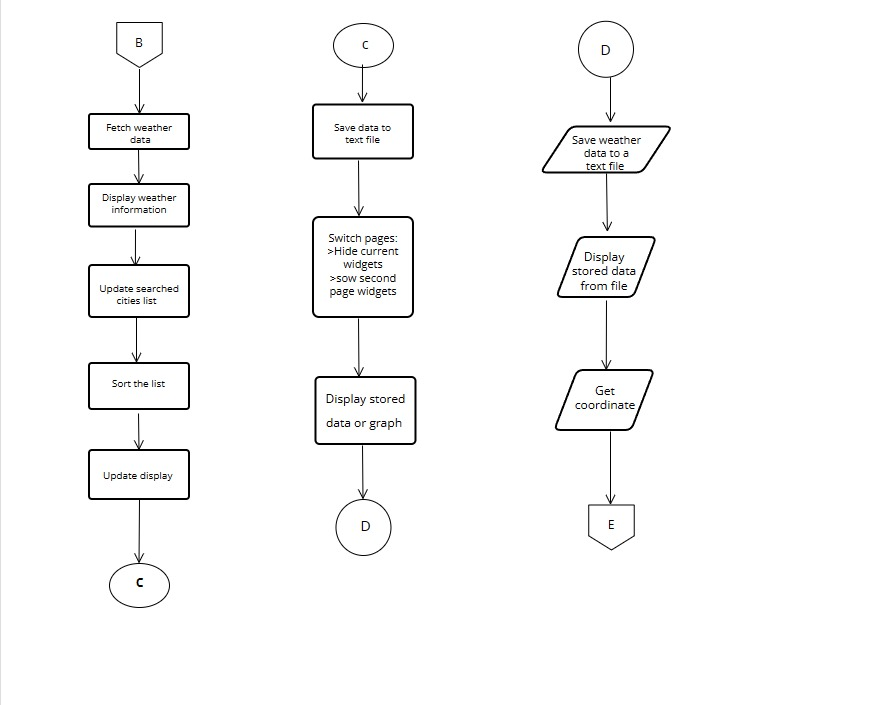 B
Fetch weather
data
Display weather
information
Update searched
cities list
Sort the list
Update display
C
C
Save data to
text file
Switch pages:
>Hide current
widgets
>sow second
page widgets
Display stored
data or graph
D
D
Save weather
data to a
text file
Display
stored data
from file
Get
coordinate
E